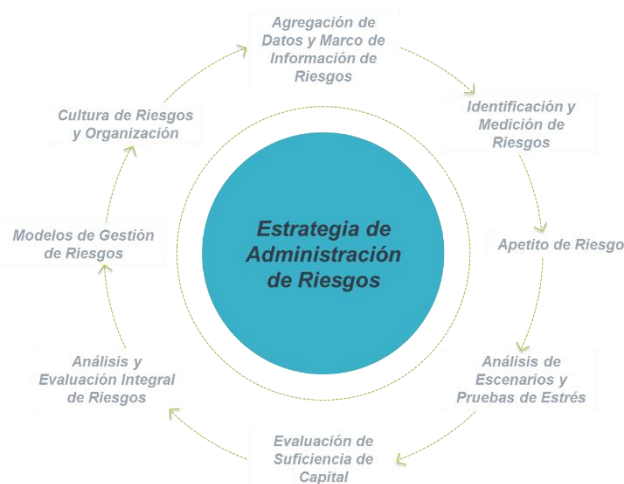 Agregación de
Datos y Marco de
Información de
Riesgos
Identificación y
Medición de
Riesgos
Apetito de Riesgo
Análisis de
Escenarios y
Pruebas de Estrés
Evaluación de
Suficiencia de
Capital
Análisis y
Evaluación Integral
de Riesgos
Modelos de Gestión
de Riesgos
Cultura de Riesgos
y Organización
Estrategia de
Administración
de Riesgos